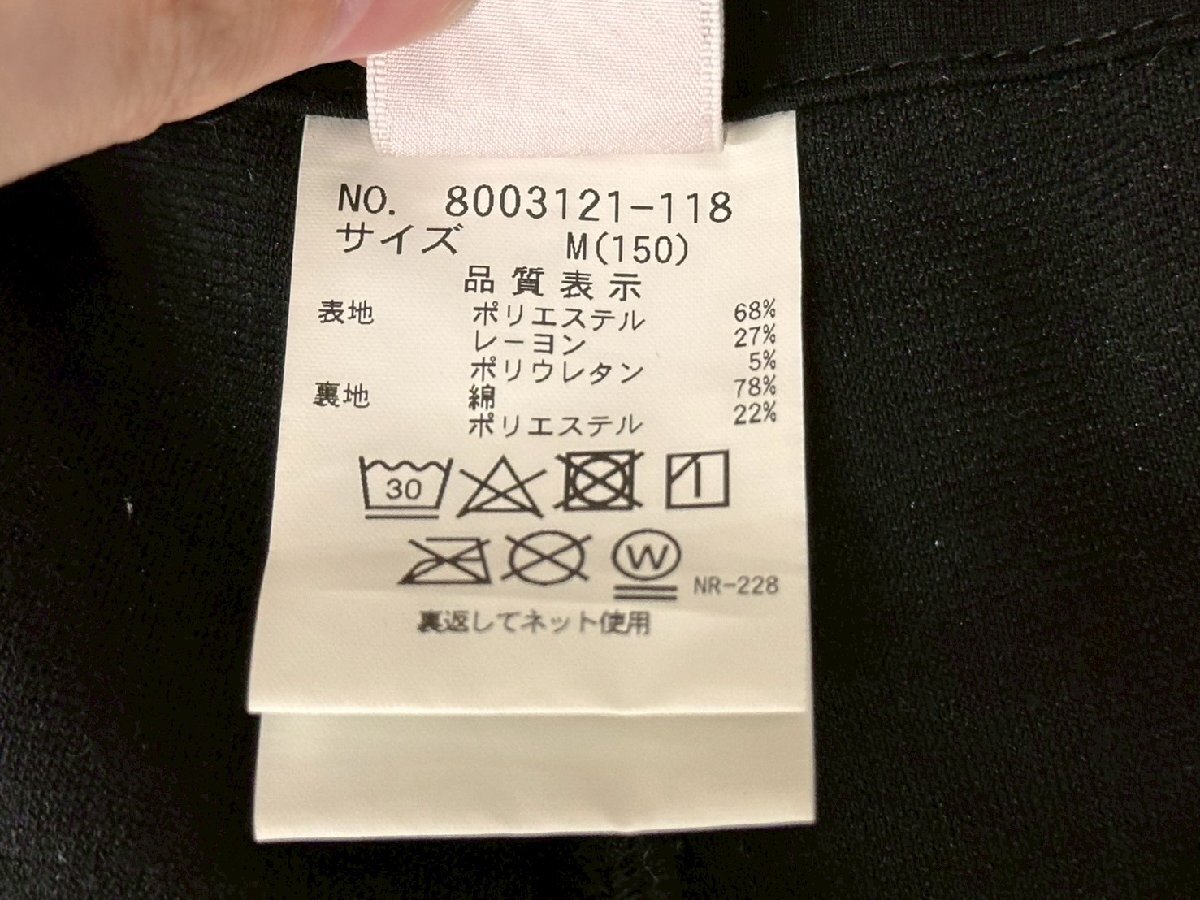 NO. 8003121-118
サイズ M(150)
品質表示
表地 ポリエステル 68%
レーヨン 27%
ポリウレタン 5%
裏地 綿 78%
ポリエステル 22%
30
W NR-228
裏返してネット使用